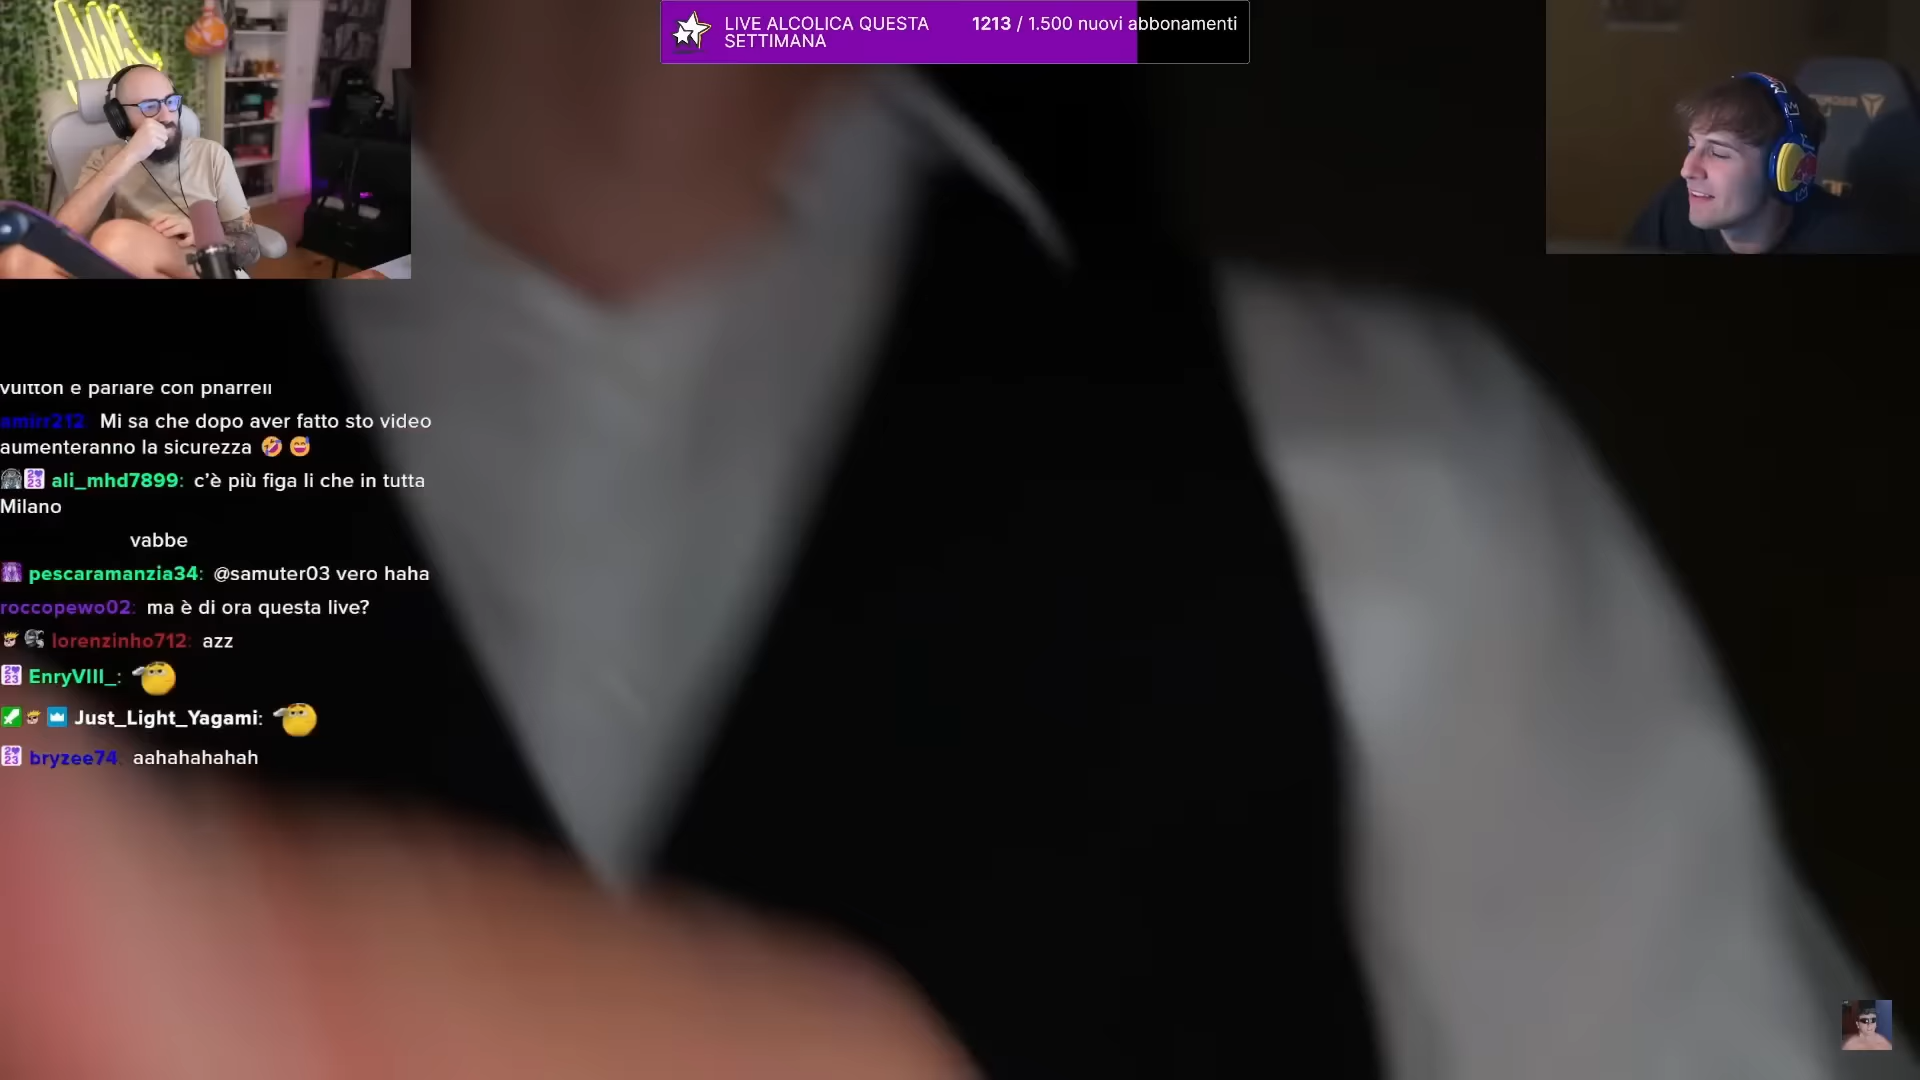 LIVE ALCOLICA QUESTA
SETTIMANA
1213 / 1.500 nuovi abbonamenti
vuitton e parlare con pharrell
amirr212: Mi sa che dopo aver fatto sto video
aumenteranno la sicurezza 🤣 😅
ali_mhd7899: c'è più figa li che in tutta
Milano
vabbe
pescaramanzia34: @samuter03 vero haha
roccopewo02: ma è di ora questa live?
lorenzinho712: azz
EnryVIII_:
Just_Light_Yagami:
bryzee74: aahahahahah